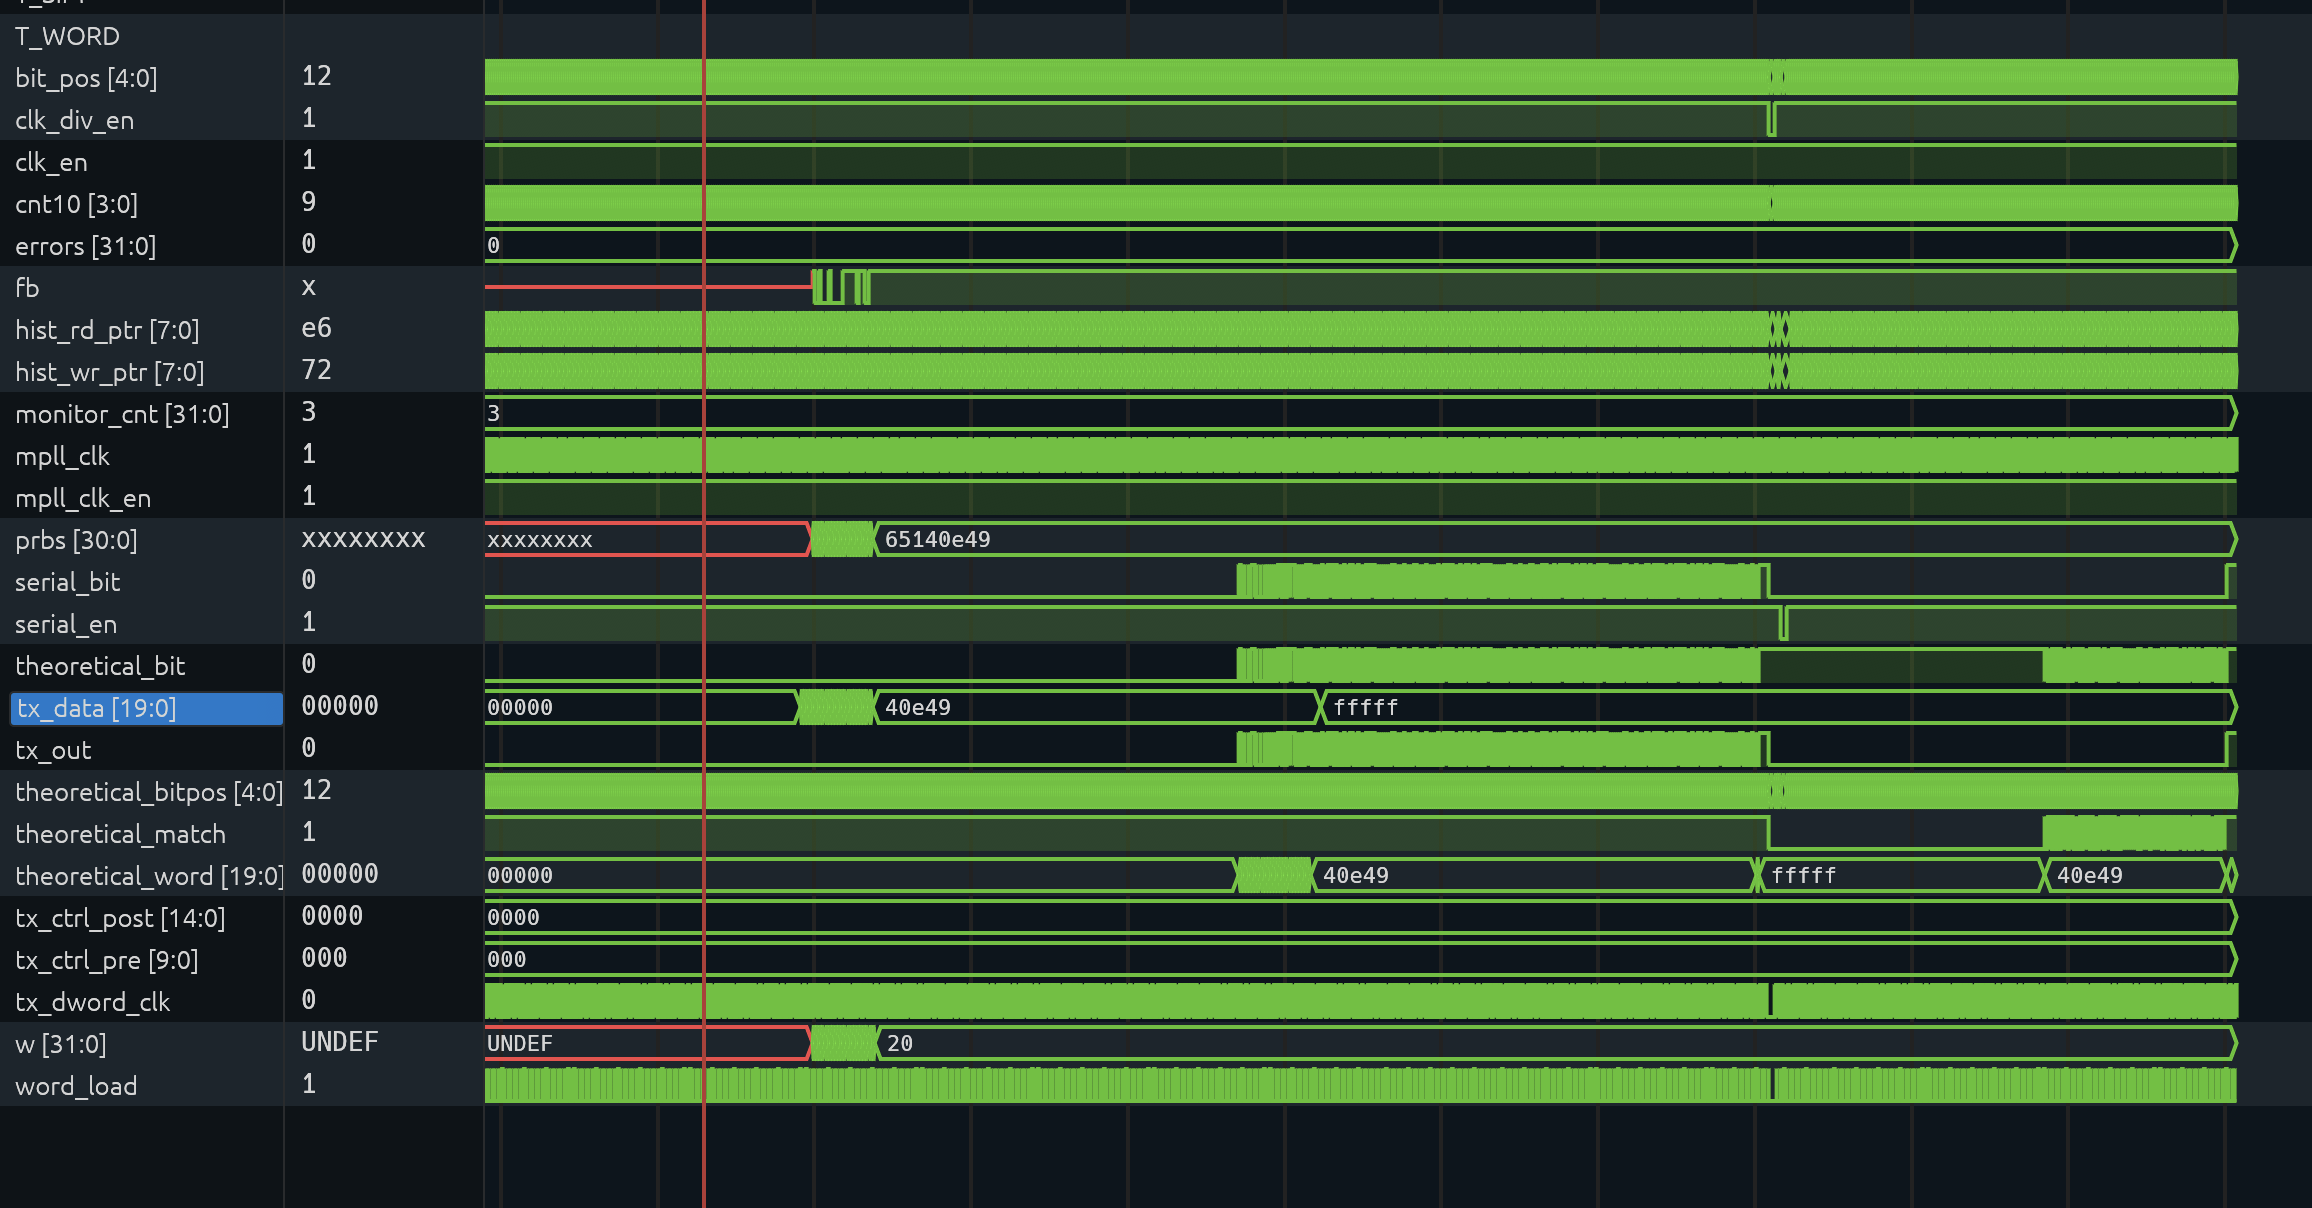 T_WORD
bit_pos [4:0] 12
clk_div_en 1
clk_en 1
cnt10 [3:0] 9
errors [31:0] 0 0
fb x
hist_rd_ptr [7:0] e6
hist_wr_ptr [7:0] 72
monitor_cnt [31:0] 3 3
mpll_clk 1
mpll_clk_en 1
prbs [30:0] xxxxxxxx xxxxxxxx 65140e49
serial_bit 0
serial_en 1
theoretical_bit 0
tx_data [19:0] 00000 00000 40e49 fffff
tx_out 0
theoretical_bitpos [4:0] 12
theoretical_match 1
theoretical_word [19:0] 00000 00000 40e49 fffff 40e49
tx_ctrl_post [14:0] 0000 0000
tx_ctrl_pre [9:0] 000 000
tx_dword_clk 0
w [31:0] UNDEF UNDEF 20
word_load 1